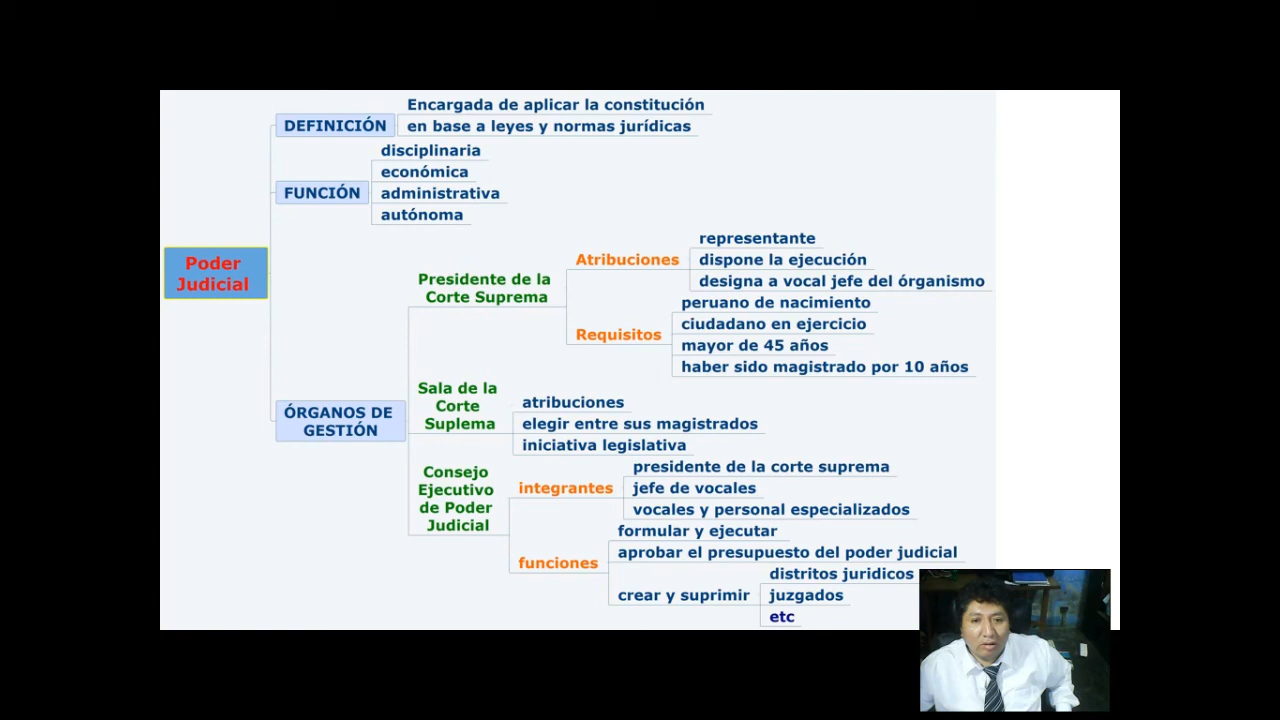 Encargada de aplicar la constitución
DEFINICIÓN
en base a leyes y normas jurídicas
disciplinaria
económica
FUNCIÓN
administrativa
autónoma
Poder
Judicial
representante
Atribuciones
dispone la ejecución
designa a vocal jefe del órganismo
Presidente de la
Corte Suprema
peruano de nacimiento
ciudadano en ejercicio
Requisitos
mayor de 45 años
haber sido magistrado por 10 años
ÓRGANOS DE
GESTIÓN
Sala de la
Corte
Suplema
atribuciones
elegir entre sus magistrados
iniciativa legislativa
Consejo
Ejecutivo
de Poder
Judicial
integrantes
presidente de la corte suprema
jefe de vocales
vocales y personal especializados
funciones
formular y ejecutar
aprobar el presupuesto del poder judicial
crear y suprimir
distritos juridicos
juzgados
etc